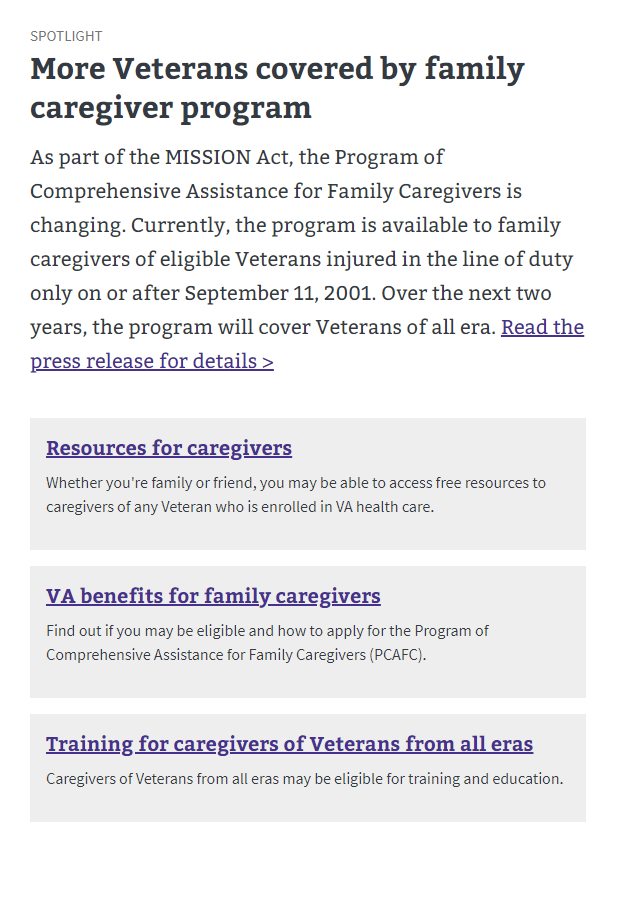 SPOTLIGHT
More Veterans covered by family
caregiver program
As part of the MISSION Act, the Program of
Comprehensive Assistance for Family Caregivers is
changing. Currently, the program is available to family
caregivers of eligible Veterans injured in the line of duty
only on or after September 11, 2001. Over the next two
years, the program will cover Veterans of all era. Read the
press release for details >
Resources for caregivers
Whether you're family or friend, you may be able to access free resources to
caregivers of any Veteran who is enrolled in VA health care.
VA benefits for family caregivers
Find out if you may be eligible and how to apply for the Program of
Comprehensive Assistance for Family Caregivers (PCAFC).
Training for caregivers of Veterans from all eras
Caregivers of Veterans from all eras may be eligible for training and education.